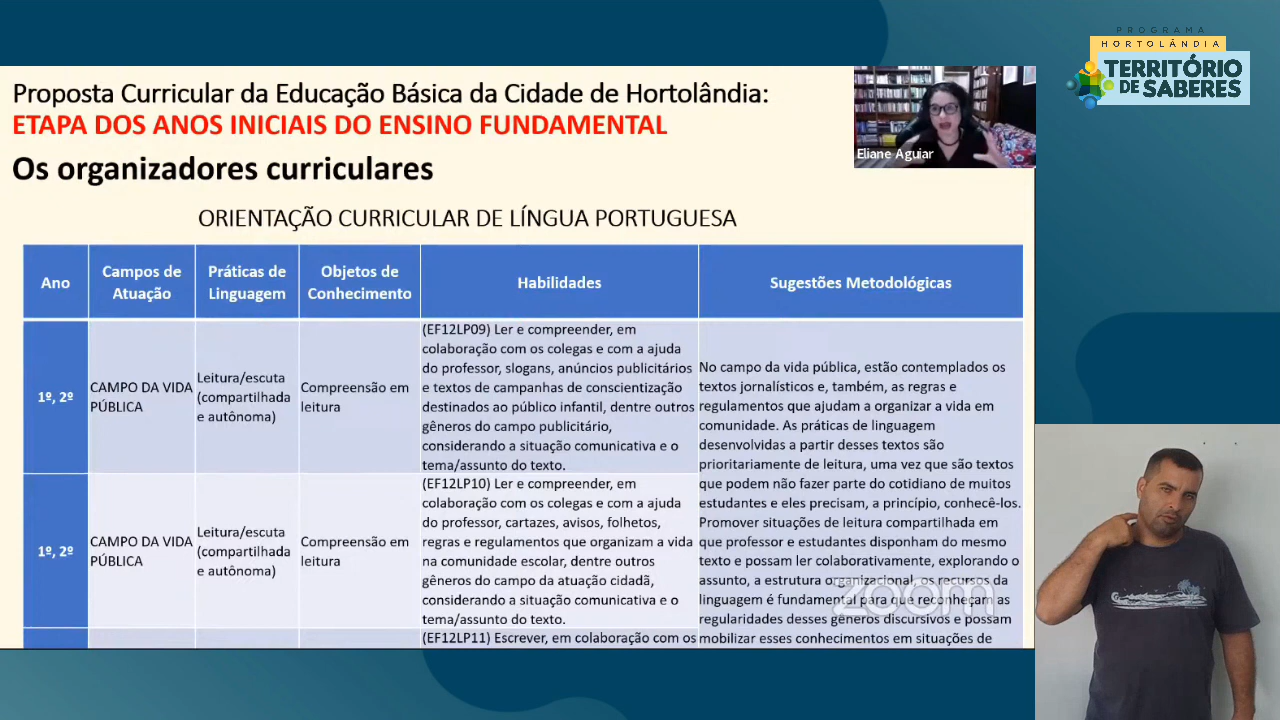 PROGRAMA
HORTOLÂNDIA
TERRITÓRIO
DE SABERES
Proposta Curricular da Educação Básica da Cidade de Hortolândia:
ETAPA DOS ANOS INICIAIS DO ENSINO FUNDAMENTAL
Os organizadores curriculares
Eliane Aguiar
ORIENTAÇÃO CURRICULAR DE LÍNGUA PORTUGUESA
Ano
Campos de
Atuação
Práticas de
Linguagem
Objetos de
Conhecimento
Habilidades
Sugestões Metodológicas
1º, 2º
CAMPO DA VIDA
PÚBLICA
Leitura/escuta
(compartilhada
e autônoma)
Compreensão em
leitura
(EF12LP09) Ler e compreender, em
colaboração com os colegas e com a ajuda
do professor, slogans, anúncios publicitários
e textos de campanhas de conscientização
destinados ao público infantil, dentre outros
gêneros do campo publicitário,
considerando a situação comunicativa e o
tema/assunto do texto.
No campo da vida pública, estão contemplados os
textos jornalísticos e, também, as regras e
regulamentos que ajudam a organizar a vida em
comunidade. As práticas de linguagem
desenvolvidas a partir desses textos são
prioritariamente de leitura, uma vez que são textos
que podem não fazer parte do cotidiano de muitos
estudantes e eles precisam, a princípio, conhecê-los.
Promover situações de leitura compartilhada em
que professor e estudantes disponham do mesmo
texto e possam ler colaborativamente, explorando o
assunto, a estrutura organizacional, os recursos da
linguagem é fundamental para que reconheçam as
regularidades desses gêneros discursivos e possam
mobilizar esses conhecimentos em situações de
1º, 2º
CAMPO DA VIDA
PÚBLICA
Leitura/escuta
(compartilhada
e autônoma)
Compreensão em
leitura
(EF12LP10) Ler e compreender, em
colaboração com os colegas e com a ajuda
do professor, cartazes, avisos, folhetos,
regras e regulamentos que organizam a vida
na comunidade escolar, dentre outros
gêneros do campo da atuação cidadã,
considerando a situação comunicativa e o
tema/assunto do texto.
(EF12LP11) Escrever, em colaboração com os
zoom